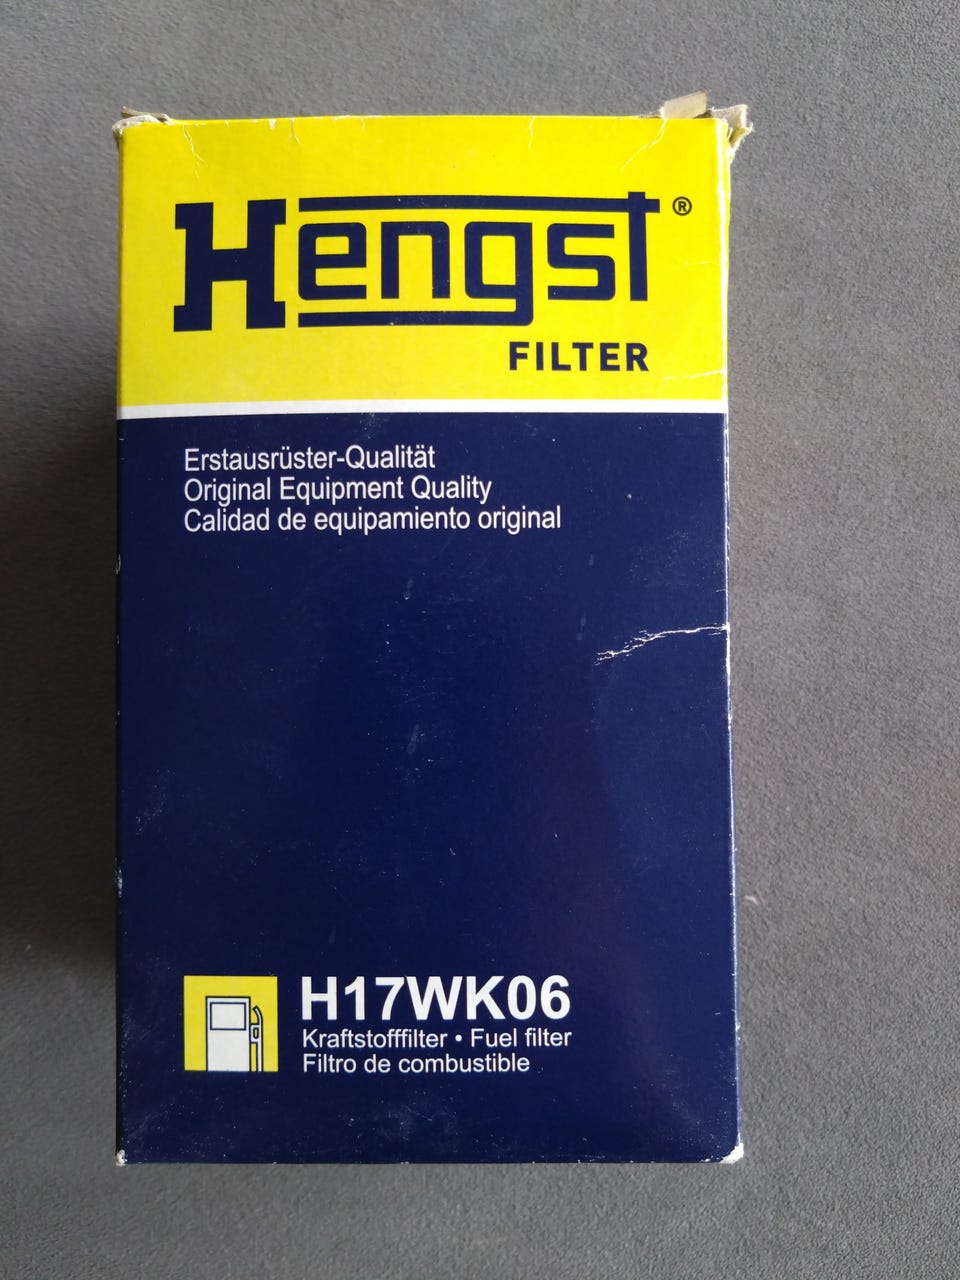 Hengst®
FILTER
Erstausrüster-Qualität
Original Equipment Quality
Calidad de equipamiento original
H17WK06
Kraftstofffilter • Fuel filter
Filtro de combustible